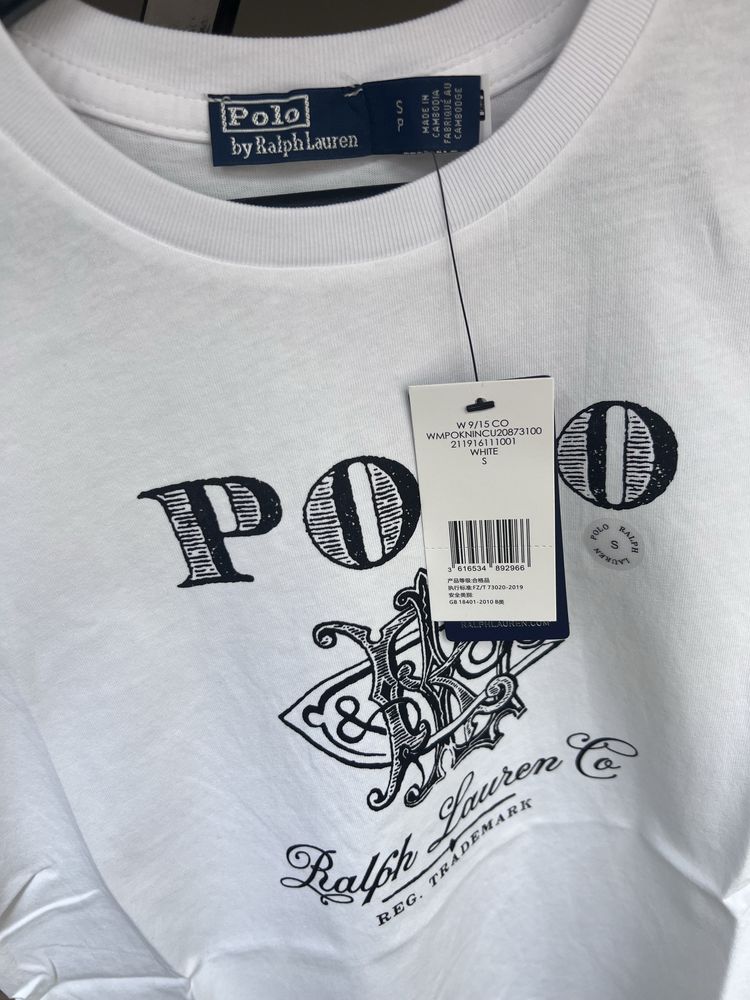 Polo
by Ralph Lauren
S
P
MADE IN
CAMBODIA
FABRIQUÉ AU
CAMBODGE
W 9/15 CO
WMPOKNINCU20873100
211916111001
WHITE
S
3 616534 892966
产品等级:合格品
执行标准:FZ/T 73020-2019
安全类别:
GB 18401-2010 B类
RALPHLAUREN.COM
POLO RALPH
S
LAUREN
PO O
&
Ralph Lauren Co
REG. TRADEMARK